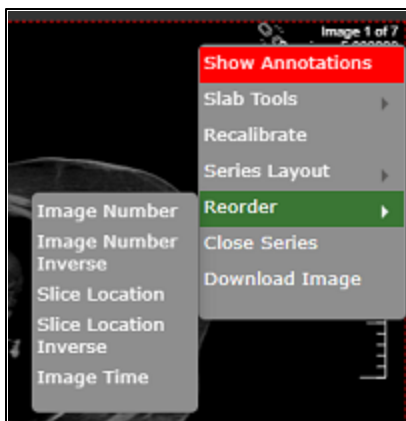 Image 1 of 7
Show Annotations
Slab Tools
Recalibrate
Series Layout
Reorder
Close Series
Download Image
Image Number
Image Number
Inverse
Slice Location
Slice Location
Inverse
Image Time